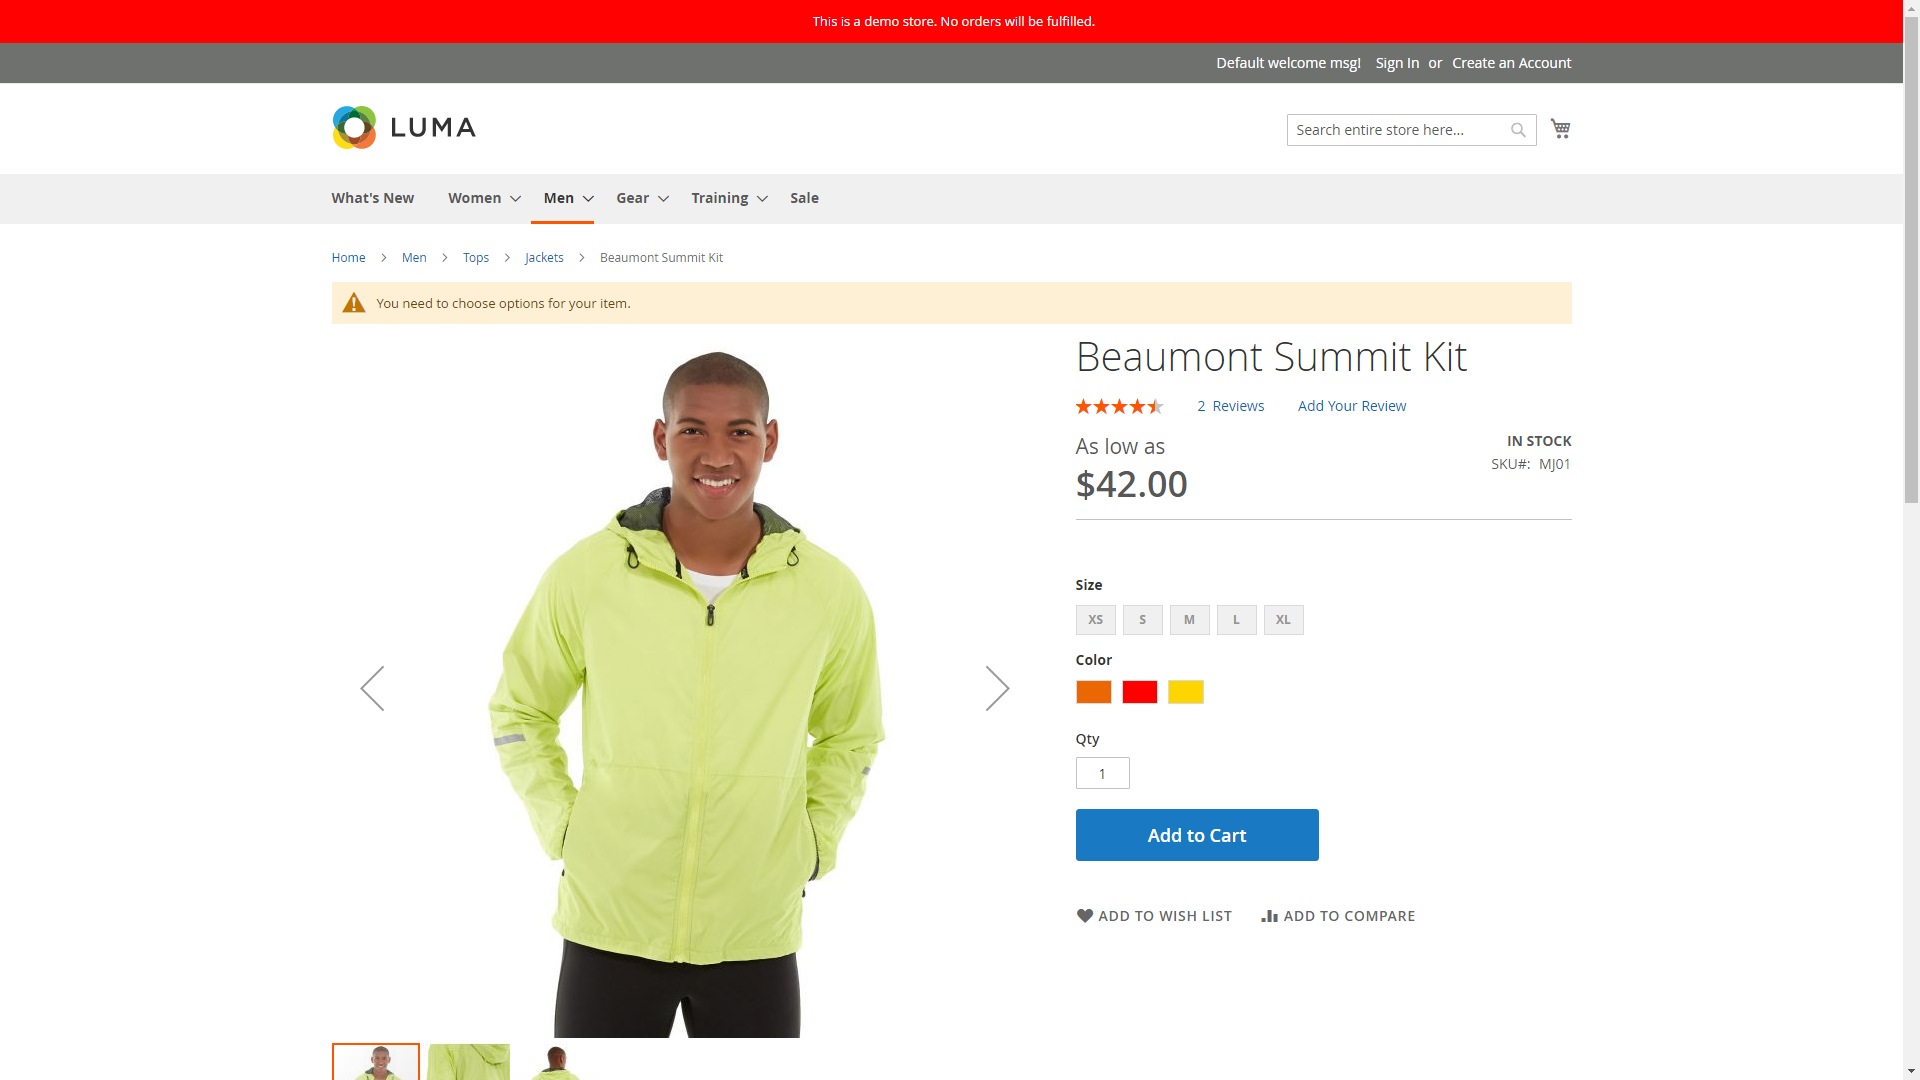 This is a demo store. No orders will be fulfilled.
Default welcome msg! Sign In or Create an Account
LUMA
Search entire store here...
What's New Women Men Gear Training Sale
Home Men Tops Jackets Beaumont Summit Kit
You need to choose options for your item.
Beaumont Summit Kit
2 Reviews Add Your Review
As low as
$42.00
IN STOCK
SKU#: MJ01
Size
XS S M L XL
Color
Qty
1
Add to Cart
ADD TO WISH LIST ADD TO COMPARE